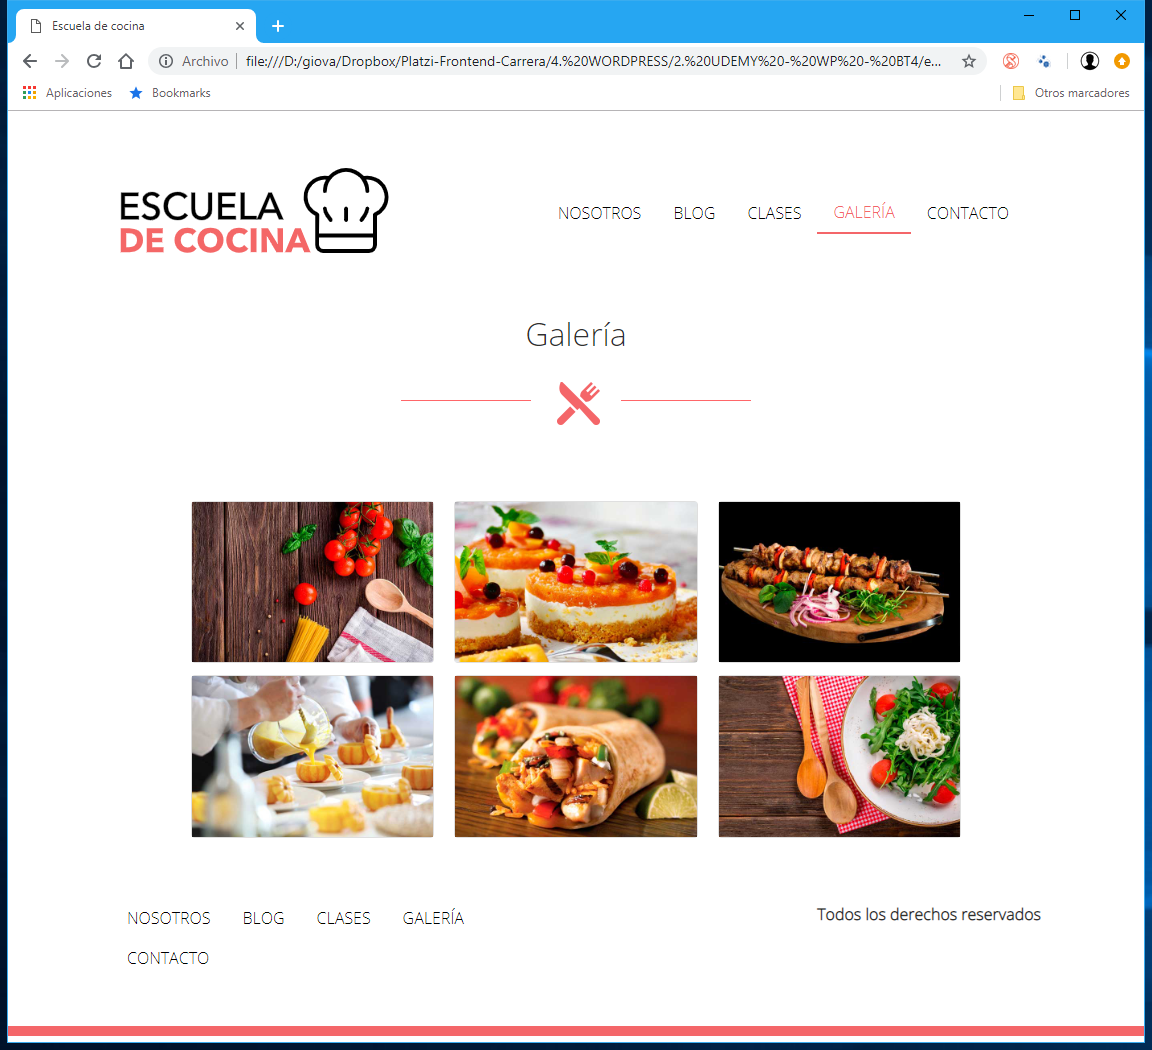 Escuela de cocina
Archivo file:///D:/giova/Dropbox/Platzi-Frontend-Carrera/4.%20WORDPRESS/2.%20UDEMY%20-%20WP%20-%20BT4/e...
Aplicaciones Bookmarks Otros marcadores
ESCUELA
DE COCINA
NOSOTROS BLOG CLASES GALERÍA CONTACTO
Galería
NOSOTROS BLOG CLASES GALERÍA
CONTACTO
Todos los derechos reservados